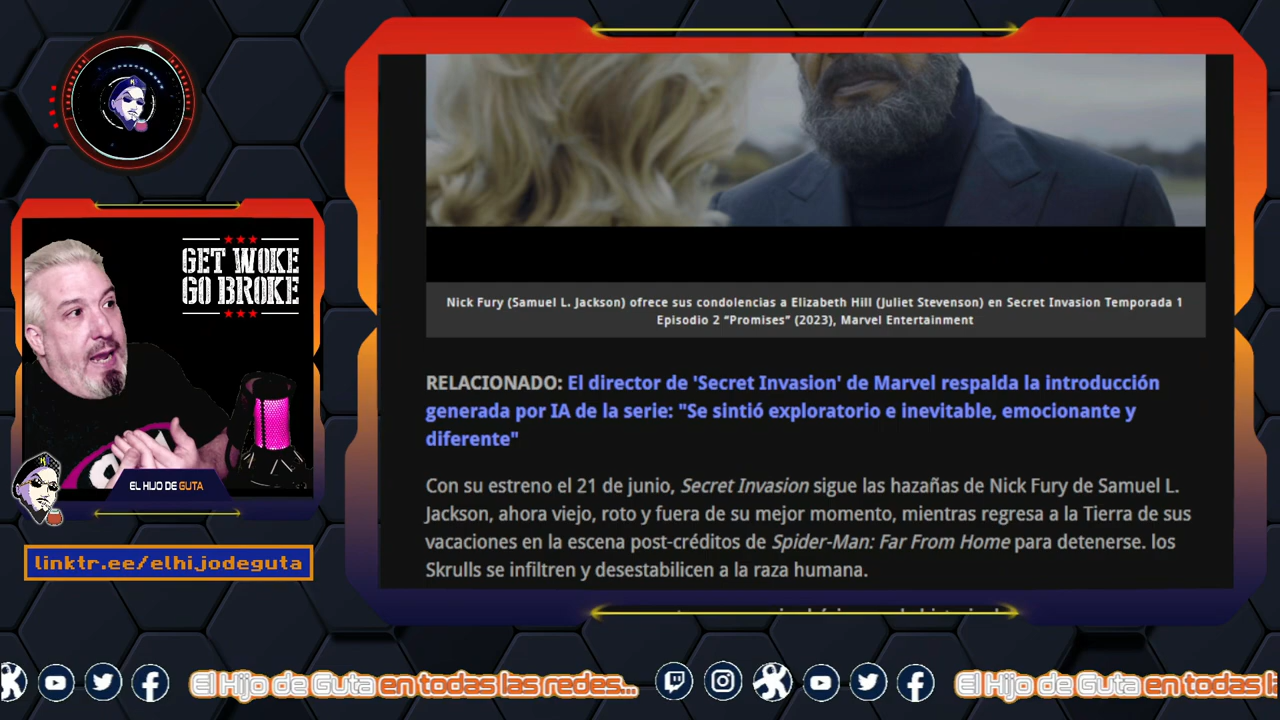 GET WOKE
GO BROKE
EL HIJO DE GUTA
linktr.ee/elhijodeguta
Nick Fury (Samuel L. Jackson) ofrece sus condolencias a Elizabeth Hill (Juliet Stevenson) en Secret Invasion Temporada 1
Episodio 2 “Promises” (2023), Marvel Entertainment
RELACIONADO: El director de 'Secret Invasion' de Marvel respalda la introducción
generada por IA de la serie: "Se sintió exploratorio e inevitable, emocionante y
diferente"
Con su estreno el 21 de junio, Secret Invasion sigue las hazañas de Nick Fury de Samuel L.
Jackson, ahora viejo, roto y fuera de su mejor momento, mientras regresa a la Tierra de sus
vacaciones en la escena post-créditos de Spider-Man: Far From Home para detenerse. los
Skrulls se infiltren y desestabilicen a la raza humana.
El Hijo de Guta en todas las redes... El Hijo de Guta en todas